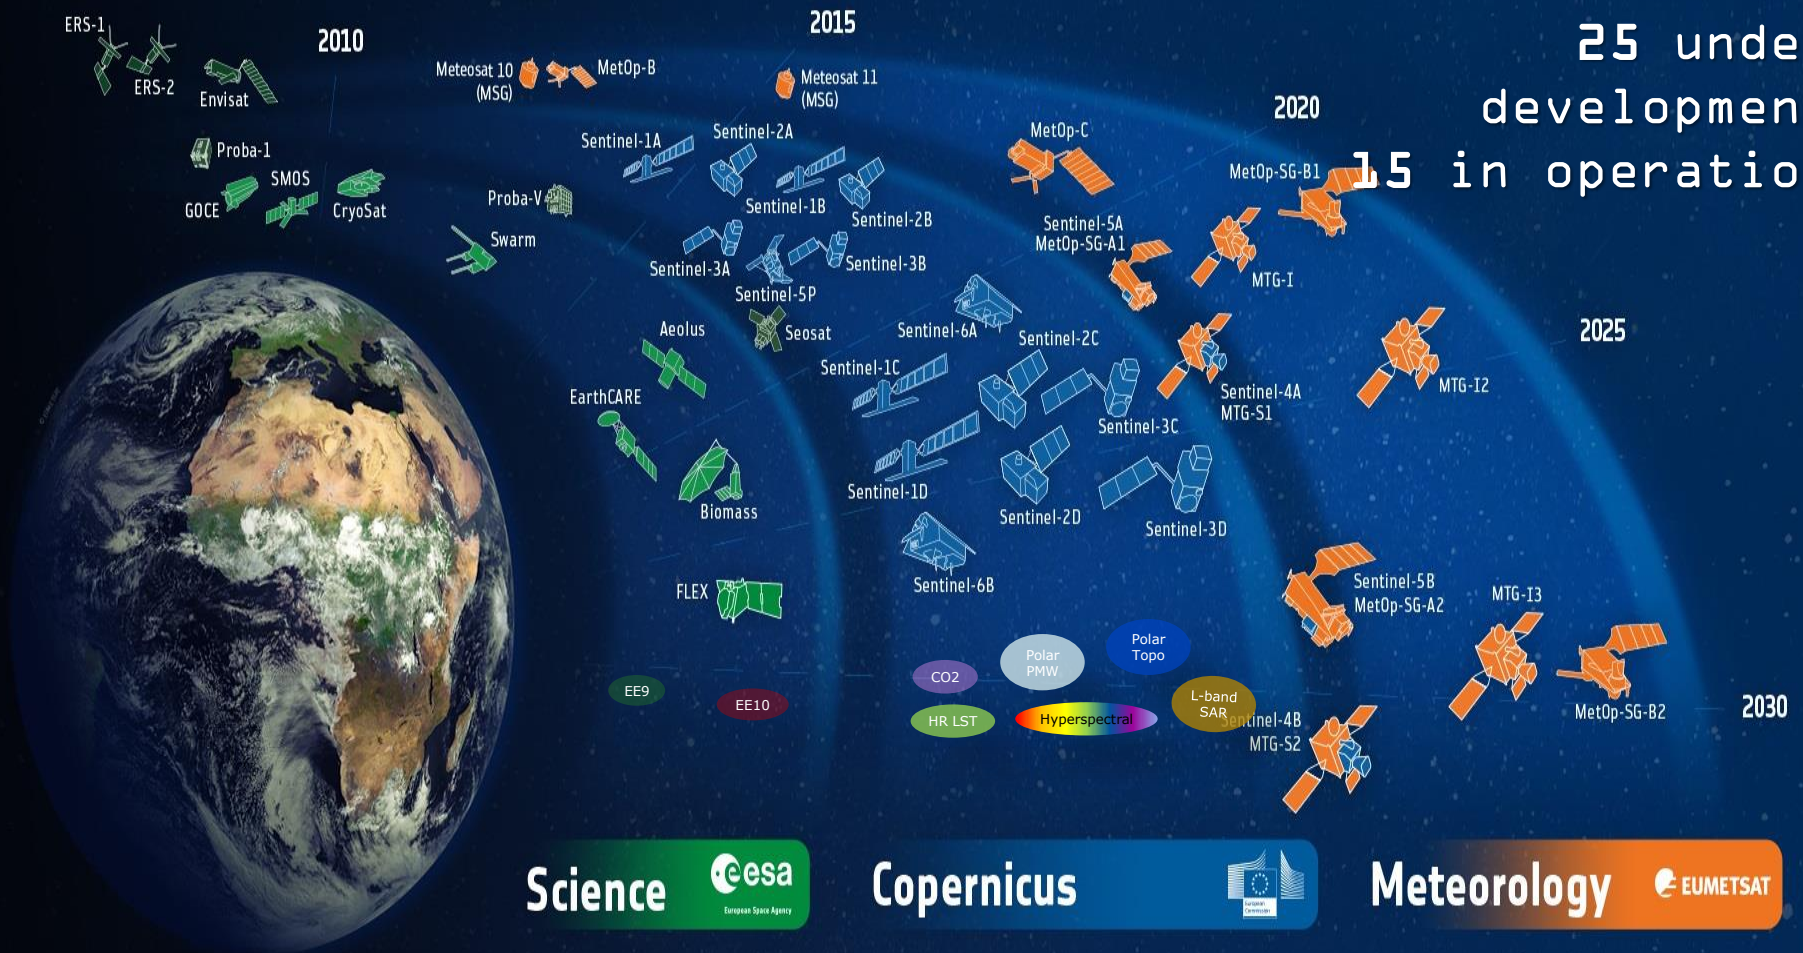 ERS-1
ERS-2
Envisat
2010
2015
25 unde
developmen
15 in operatio
Meteosat 10
(MSG)
MetOp-B
Meteosat 11
(MSG)
2020
Proba-1
GOCE
SMOS
CryoSat
Proba-V
Swarm
Sentinel-1A
Sentinel-2A
Sentinel-1B
Sentinel-2B
Sentinel-3A
Sentinel-5P
Sentinel-3B
MetOp-C
MetOp-SG-B1
Sentinel-5A
MetOp-SG-A1
MTG-I
Seosat
Aeolus
EarthCARE
Biomass
FLEX
Sentinel-6A
Sentinel-2C
Sentinel-1C
Sentinel-3C
Sentinel-4A
MTG-S1
2025
MTG-I2
Sentinel-1D
Sentinel-2D
Sentinel-3D
Sentinel-6B
Sentinel-5B
MetOp-SG-A2
MTG-I3
MetOp-SG-B2
2030
EE9
EE10
CO2
Polar
PMW
Polar
Topo
HR LST
Hyperspectral
L-band
SAR
entinel-4B
MTG-S2
Science
esa
European Space Agency
Copernicus
European
Commission
Meteorology
EUMETSAT